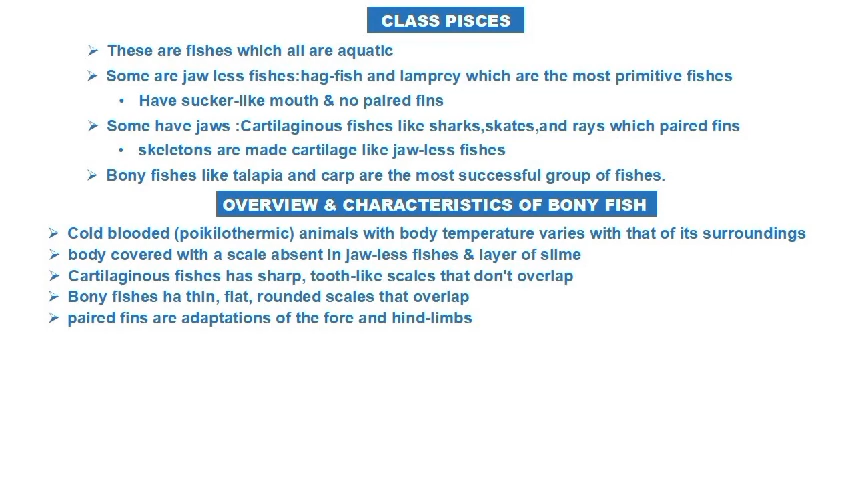 CLASS PISCES
➢ These are fishes which all are aquatic
➢ Some are jaw less fishes:hag-fish and lamprey which are the most primitive fishes
• Have sucker-like mouth & no paired fins
➢ Some have jaws :Cartilaginous fishes like sharks,skates,and rays which paired fins
• skeletons are made cartilage like jaw-less fishes
➢ Bony fishes like talapia and carp are the most successful group of fishes.
OVERVIEW & CHARACTERISTICS OF BONY FISH
➢ Cold blooded (poikilothermic) animals with body temperature varies with that of its surroundings
➢ body covered with a scale absent in jaw-less fishes & layer of slime
➢ Cartilaginous fishes has sharp, tooth-like scales that don't overlap
➢ Bony fishes ha thin, flat, rounded scales that overlap
➢ paired fins are adaptations of the fore and hind-limbs